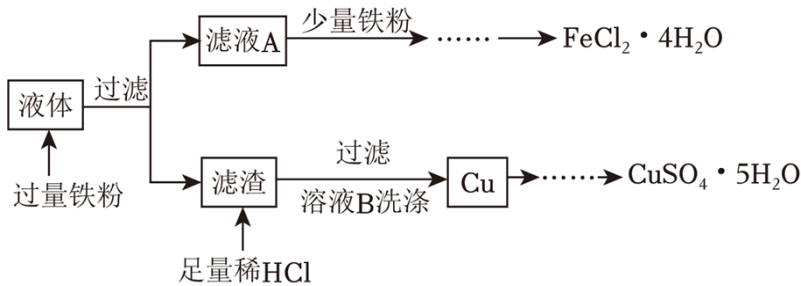 滤液A
少量铁粉
……
FeCl₂·4H₂O
液体
过滤
过量铁粉
滤渣
过滤
溶液B洗涤
Cu
……
CuSO₄·5H₂O
足量稀HCl